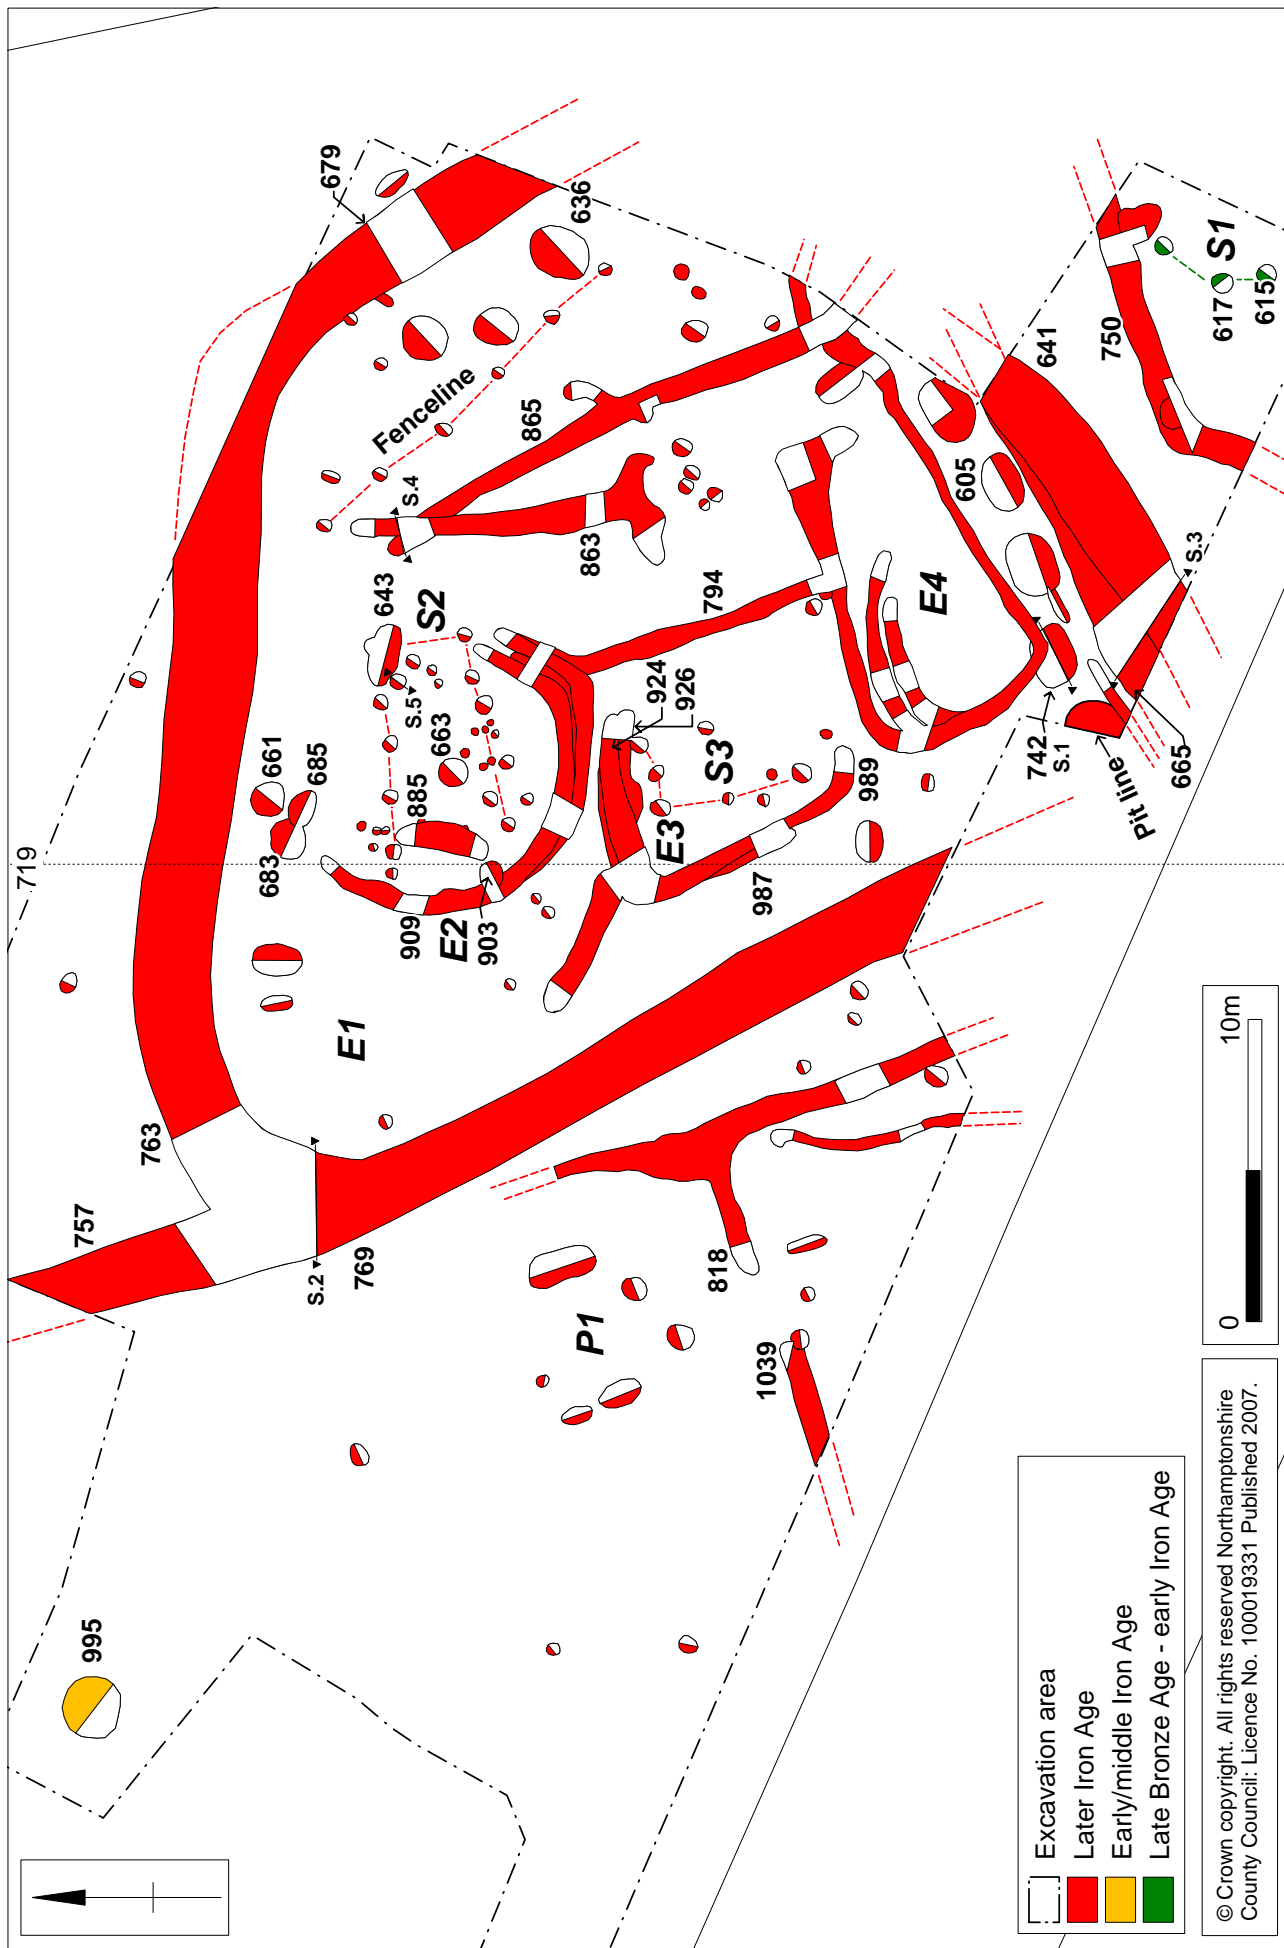 719
679
636
Fenceline
865
S.4
863
643
S2
S.5
663
661
685
683
885
909
E2
903
E1
763
757
S.2
769
794
924
926
S3
E3
987
989
E4
605
742
S.1
Pit line
665
S.3
641
750
S1
617
615
818
P1
1039
995
0
10m
Excavation area
Later Iron Age
Early/middle Iron Age
Late Bronze Age - early Iron Age
© Crown copyright. All rights reserved Northamptonshire
County Council: Licence No. 100019331 Published 2007.